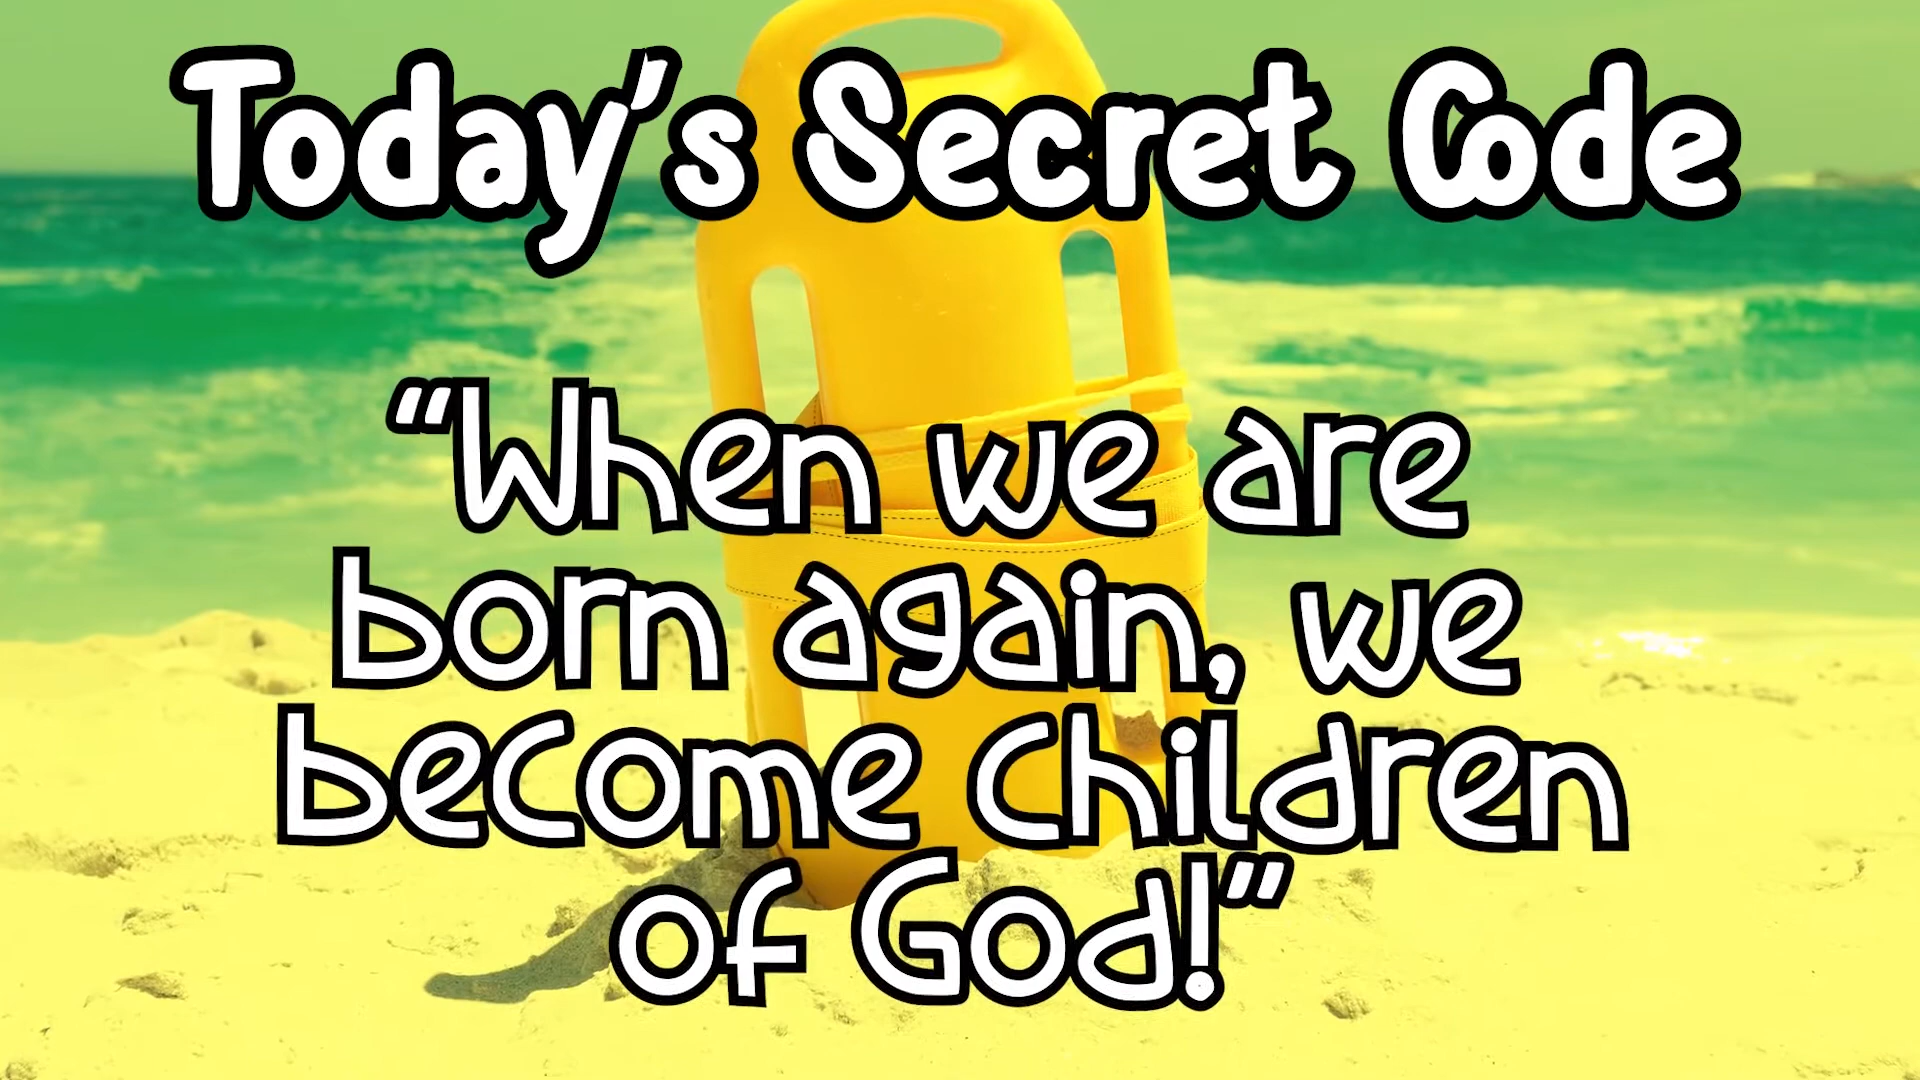 Today's Secret Code
“When we are
born again, we
become children
of God!”